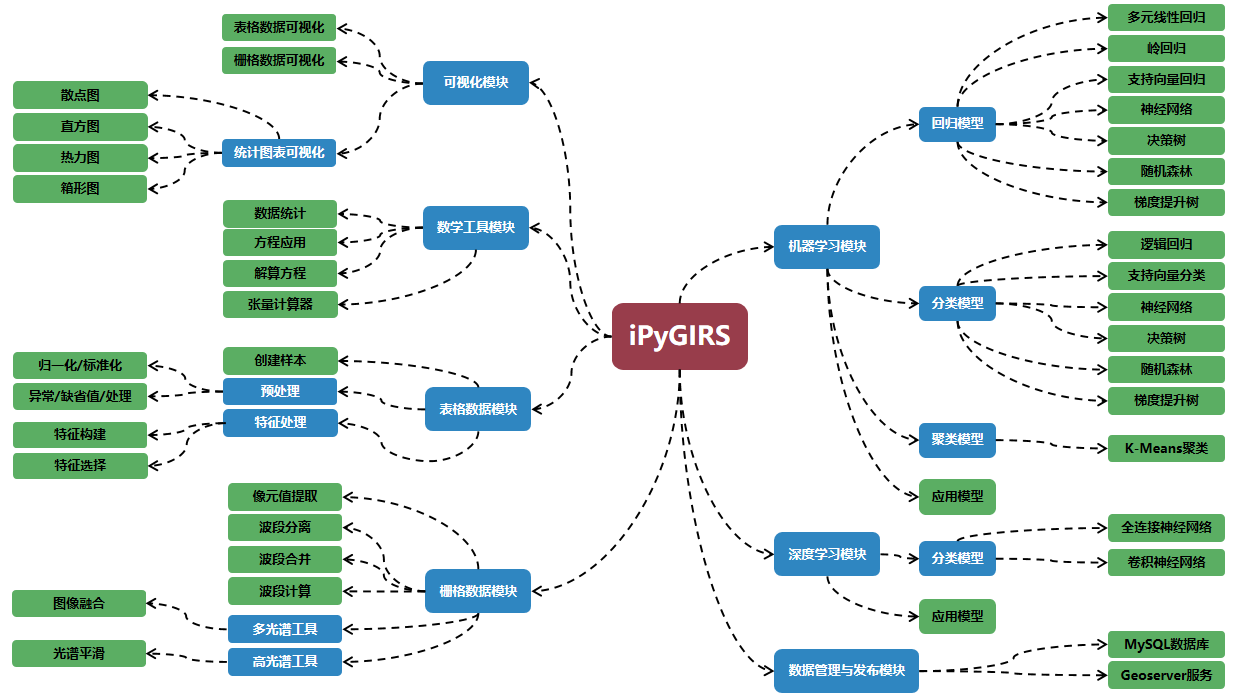 iPyGIRS
可视化模块
表格数据可视化
栅格数据可视化
统计图表可视化
散点图
直方图
热力图
箱形图
数学工具模块
数据统计
方程应用
解算方程
张量计算器
表格数据模块
创建样本
预处理
归一化/标准化
异常/缺省值/处理
特征处理
特征构建
特征选择
栅格数据模块
像元值提取
波段分离
波段合并
波段计算
多光谱工具
图像融合
高光谱工具
光谱平滑
机器学习模块
回归模型
多元线性回归
岭回归
支持向量回归
神经网络
决策树
随机森林
梯度提升树
分类模型
逻辑回归
支持向量分类
神经网络
决策树
随机森林
梯度提升树
聚类模型
K-Means聚类
应用模型
深度学习模块
分类模型
全连接神经网络
卷积神经网络
应用模型
数据管理与发布模块
MySQL数据库
Geoserver服务